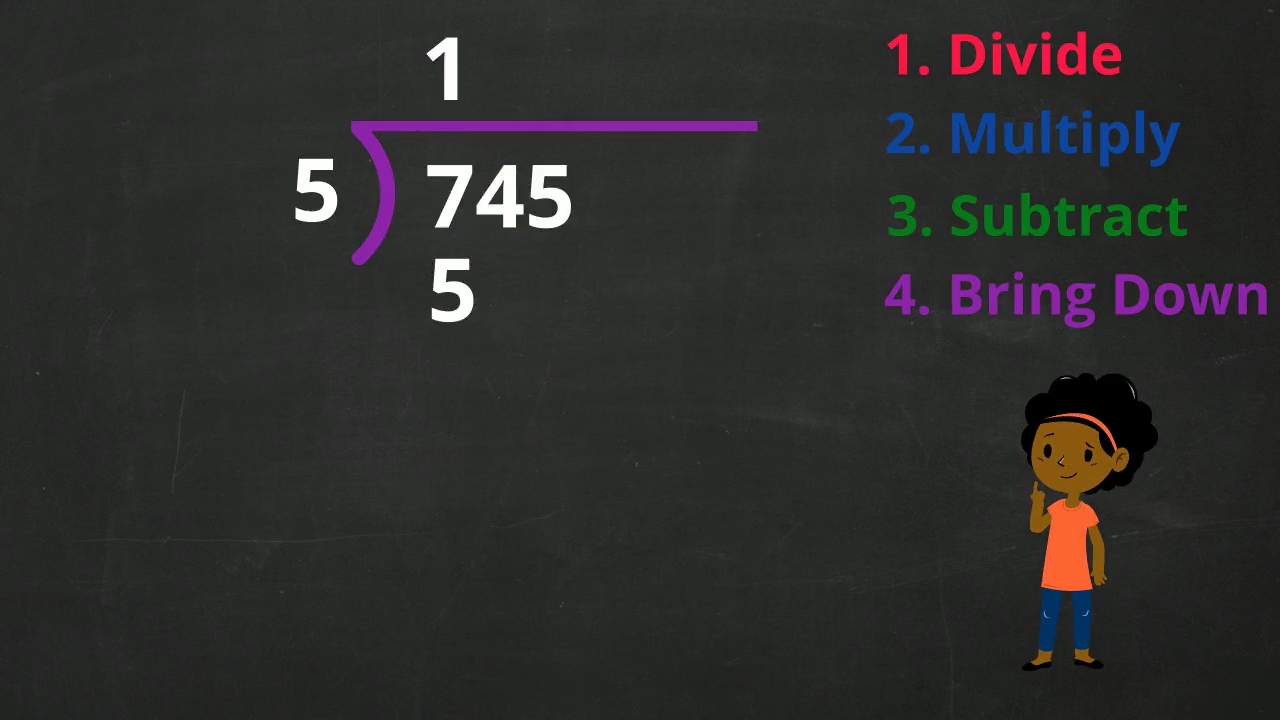 1
5 745
5
1. Divide
2. Multiply
3. Subtract
4. Bring Down